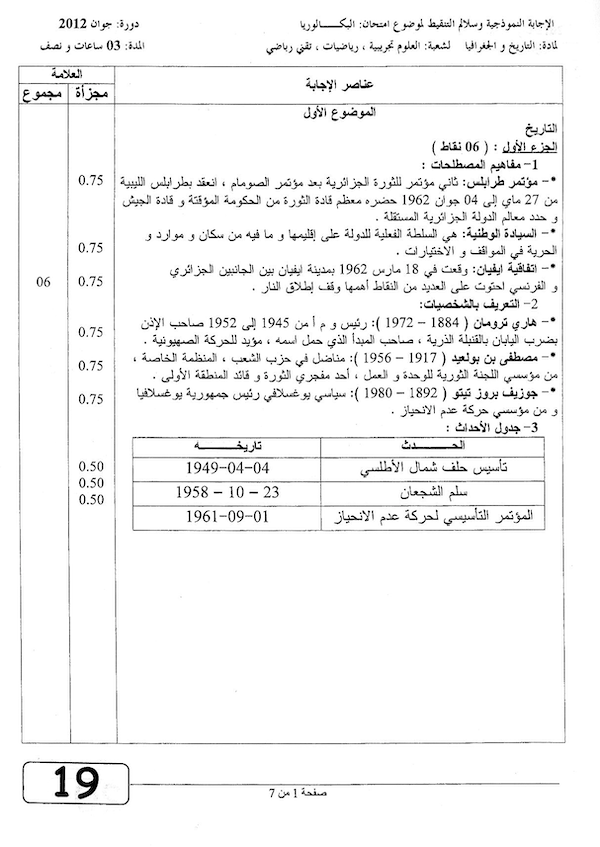 الإجابة النموذجية وسلالم التنقيط لموضوع امتحان: البكـــالوريا دورة: جوان 2012
لمادة: التاريخ و الجغرافيا لشعبة: العلوم تجريبية ، رياضيات ، تقني رياضي المدة: 03 ساعات و نصف
عناصر الإجابة العلامة
مجزأة مجموع
الموضوع الأول
التاريخ
الجزء الأول : ( 06 نقاط )
1- مفاهيم المصطلحات :
*- مؤتمر طرابلس: ثاني مؤتمر للثورة الجزائرية بعد مؤتمر الصومام ، انعقد بطرابلس الليبية 0.75
من 27 ماي إلى 04 جوان 1962 حضره معظم قادة الثورة من الحكومة المؤقتة و قادة الجيش
و حدد معالم الدولة الجزائرية المستقلة .
*- السيادة الوطنية: هي السلطة الفعلية للدولة على إقليمها و ما فيه من سكان و موارد و
الحرية في المواقف و الاختيارات . 0.75
*- اتفاقية ايفيان: وقعت في 18 مارس 1962 بمدينة ايفيان بين الجانبين الجزائري 0.75 06
و الفرنسي احتوت على العديد من النقاط أهمها وقف إطلاق النار .
2- التعريف بالشخصيات:
*- هاري ترومان ( 1884 – 1972 ): رئيس و م أ من 1945 إلى 1952 صاحب الإذن 0.75
بضرب اليابان بالقنبلة الذرية ، صاحب المبدأ الذي حمل اسمه ، مؤيد للحركة الصهيونية .
*- مصطفى بن بولعيد ( 1917 – 1956 ): مناضل في حزب الشعب ، المنظمة الخاصة ، 0.75
من مؤسسي اللجنة الثورية للوحدة و العمل ، أحد مفجري الثورة و قائد المنطقة الأولى .
*- جوزيف بروز تيتو ( 1892 – 1980 ): سياسي يوغسلافي رئيس جمهورية يوغسلافيا 0.75
و من مؤسسي حركة عدم الانحياز .
3- جدول الأحداث :
الحـــــدث تاريخـــــه
تأسيس حلف شمال الأطلسي 04-04-1949 0.50
سلم الشجعان 23 – 10 – 1958 0.50
المؤتمر التأسيسي لحركة عدم الانحياز 01-09-1961 0.50
صفحة 1 من 7
19